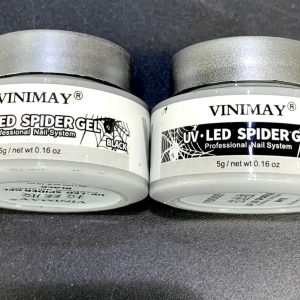 VINIMAY®
LED SPIDER GEL
Professional Nail System
BLACK
5g / net wt 0.16 oz
VINIMAY®
UV·LED SPIDER G
Professional Nail System
5g / net wt 0.16 oz